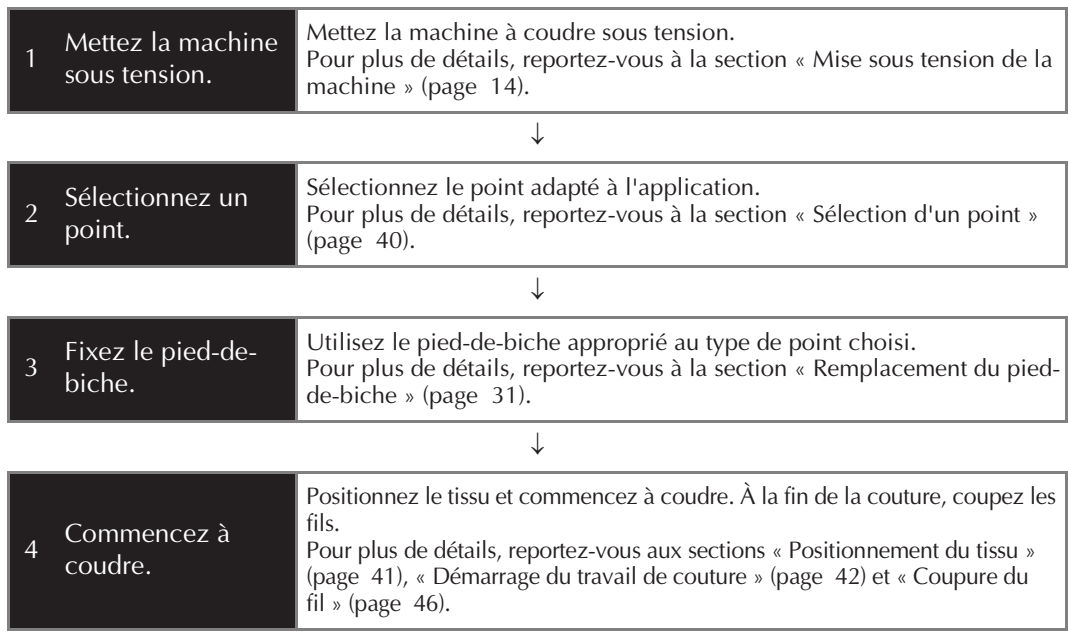 1
Mettez la machine
sous tension.
Mettez la machine à coudre sous tension.
Pour plus de détails, reportez-vous à la section « Mise sous tension de la
machine » (page 14).
↓
2
Sélectionnez un
point.
Sélectionnez le point adapté à l'application.
Pour plus de détails, reportez-vous à la section « Sélection d'un point »
(page 40).
↓
3
Fixez le pied-de-
biche.
Utilisez le pied-de-biche approprié au type de point choisi.
Pour plus de détails, reportez-vous à la section « Remplacement du pied-
de-biche » (page 31).
↓
4
Commencez à
coudre.
Positionnez le tissu et commencez à coudre. À la fin de la couture, coupez les
fils.
Pour plus de détails, reportez-vous aux sections « Positionnement du tissu »
(page 41), « Démarrage du travail de couture » (page 42) et « Coupure du
fil » (page 46).